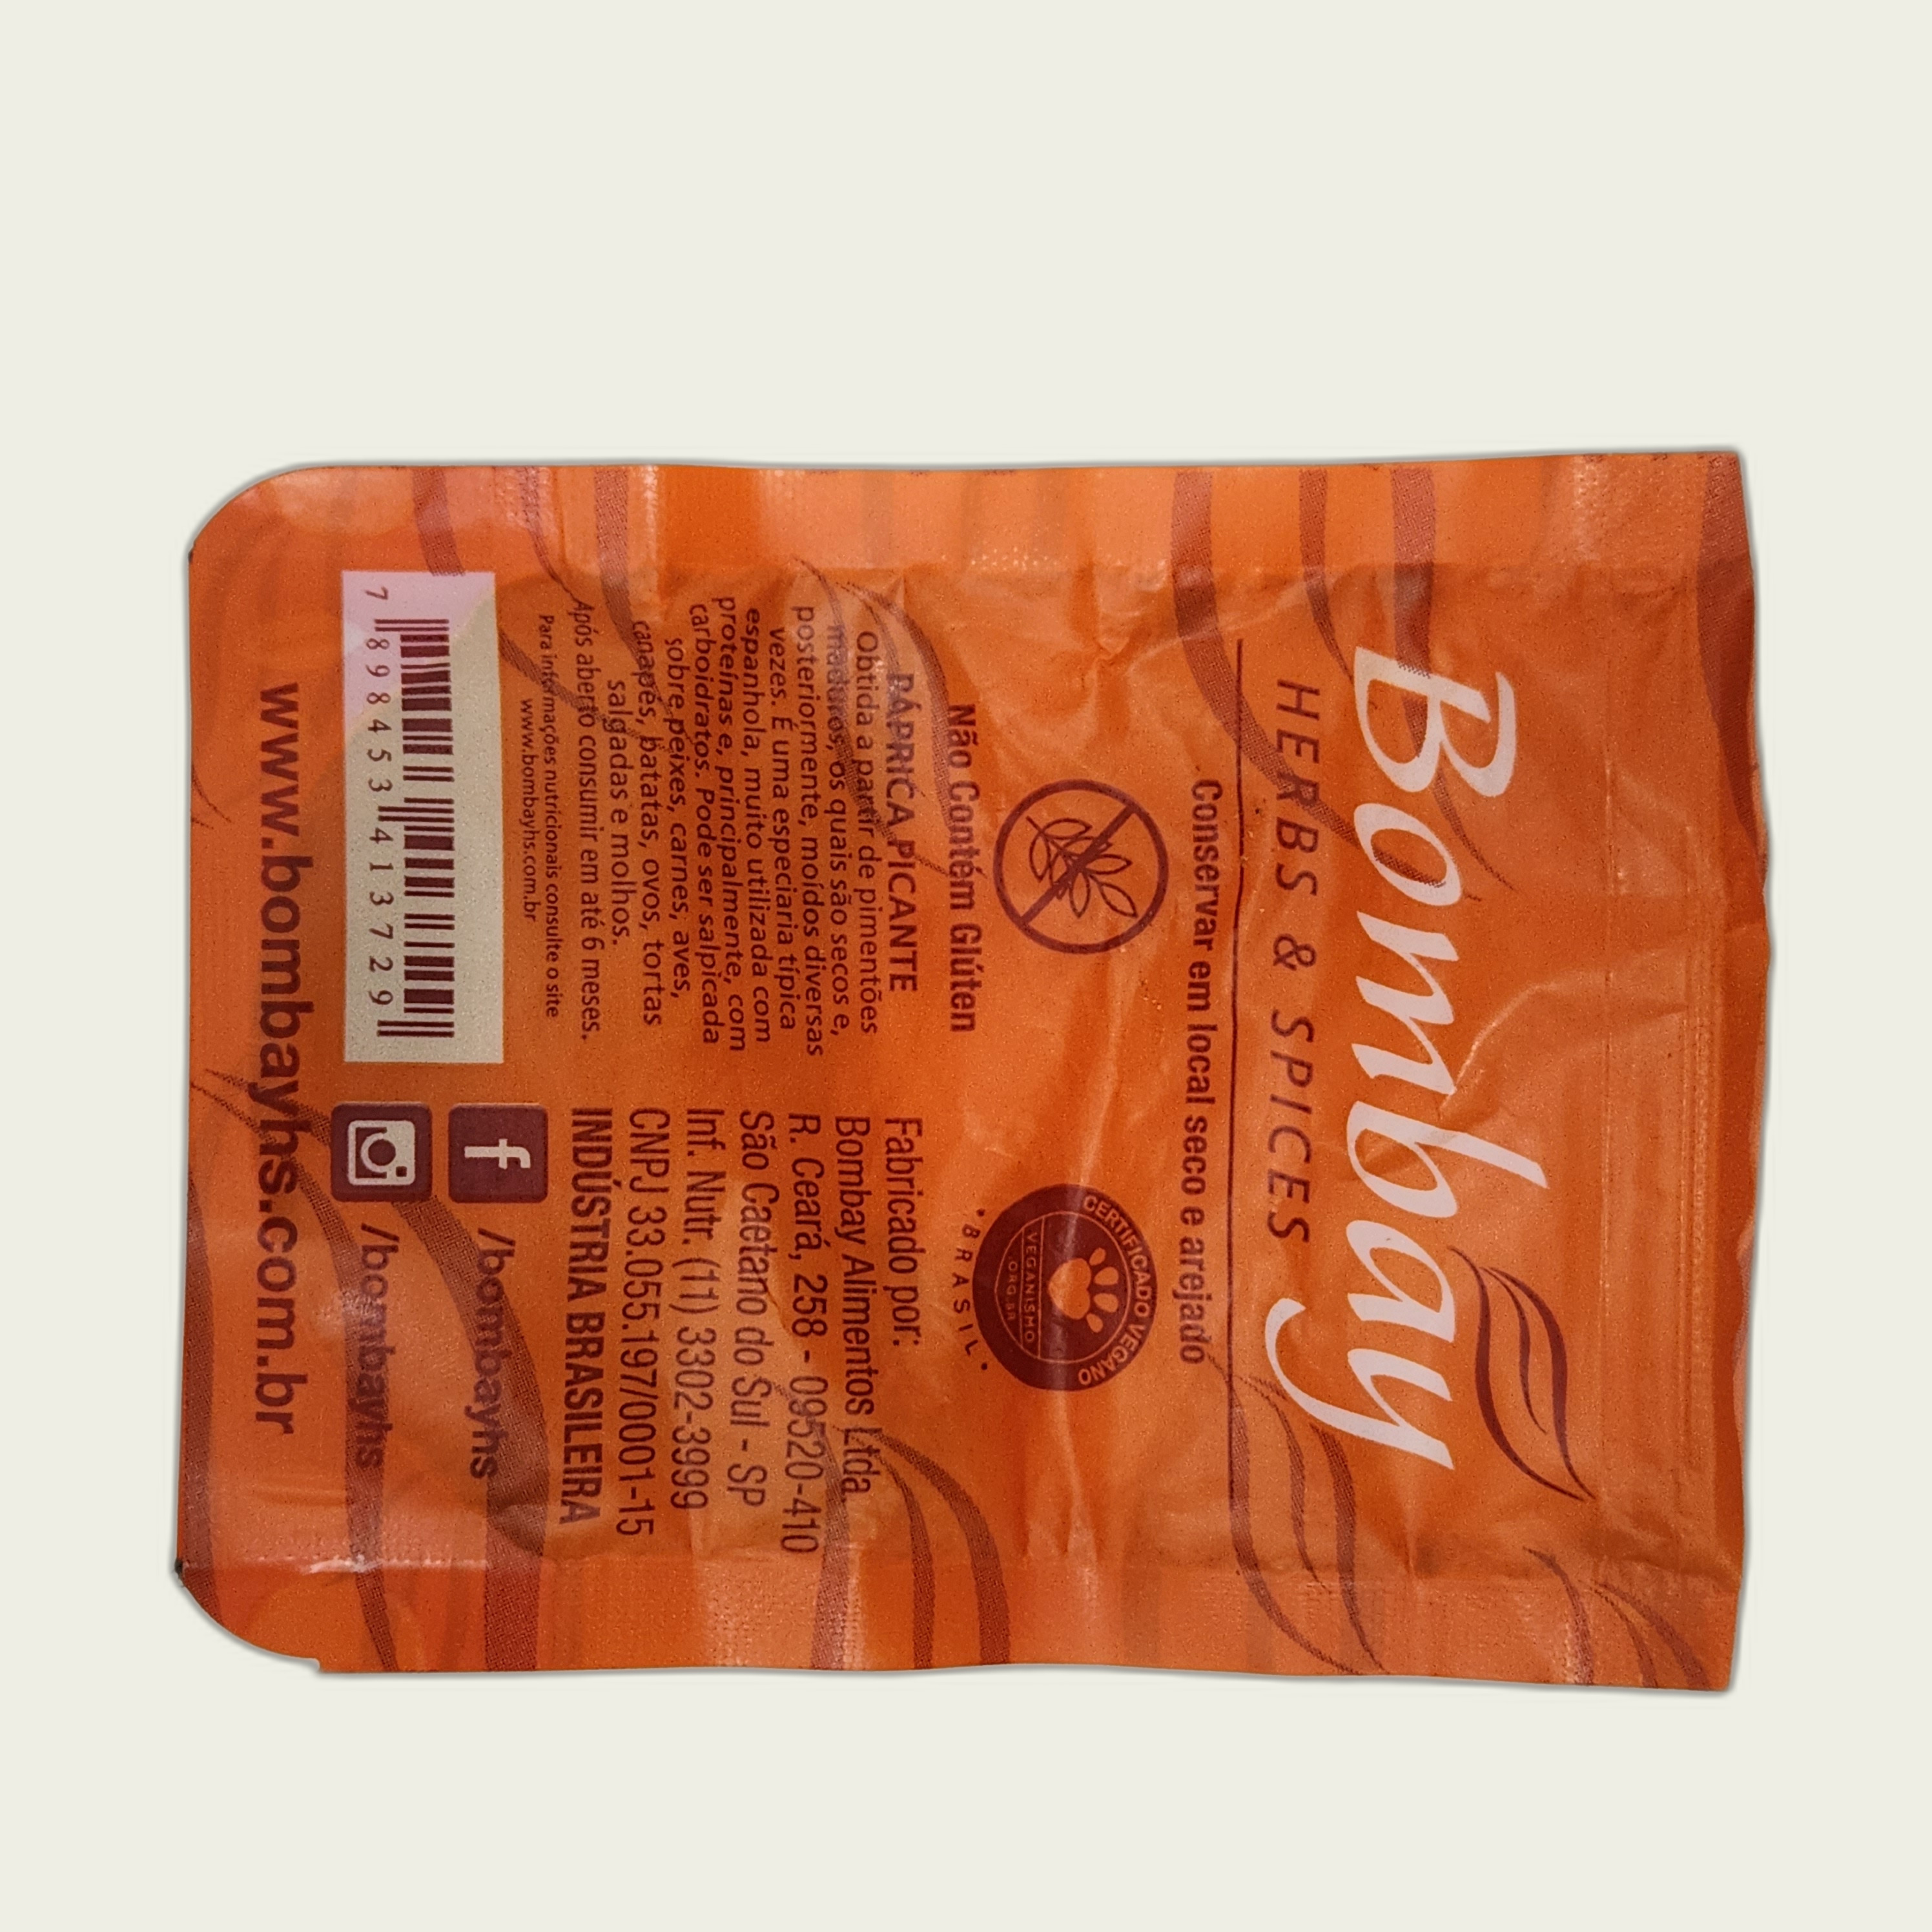 Bombay
HERBS & SPICES
Conservar em local seco e arejado
Não Contém Glúten
CERTIFICADO VEGANO
VEGANISMO
ORG.BR
• BRASIL •
PÁPRICA PICANTE
Obtida a partir de pimentões
maduros, os quais são secos e,
posteriormente, moídos diversas
vezes. É uma especiaria típica
espanhola, muito utilizada com
proteínas e, principalmente, com
carboidratos. Pode ser salpicada
sobre peixes, carnes, aves,
canapés, batatas, ovos, tortas
salgadas e molhos.
Após aberto consumir em até 6 meses.
Para informações nutricionais consulte o site
www.bombayhs.com.br
7 898453 413729
Fabricado por:
Bombay Alimentos Ltda
R. Ceará, 258 - 09520-410
São Caetano do Sul - SP
Inf. Nutr. (11) 3302-3999
CNPJ 33.055.197/0001-15
INDÚSTRIA BRASILEIRA
/bombayhs
/bombayhs
www.bombayhs.com.br